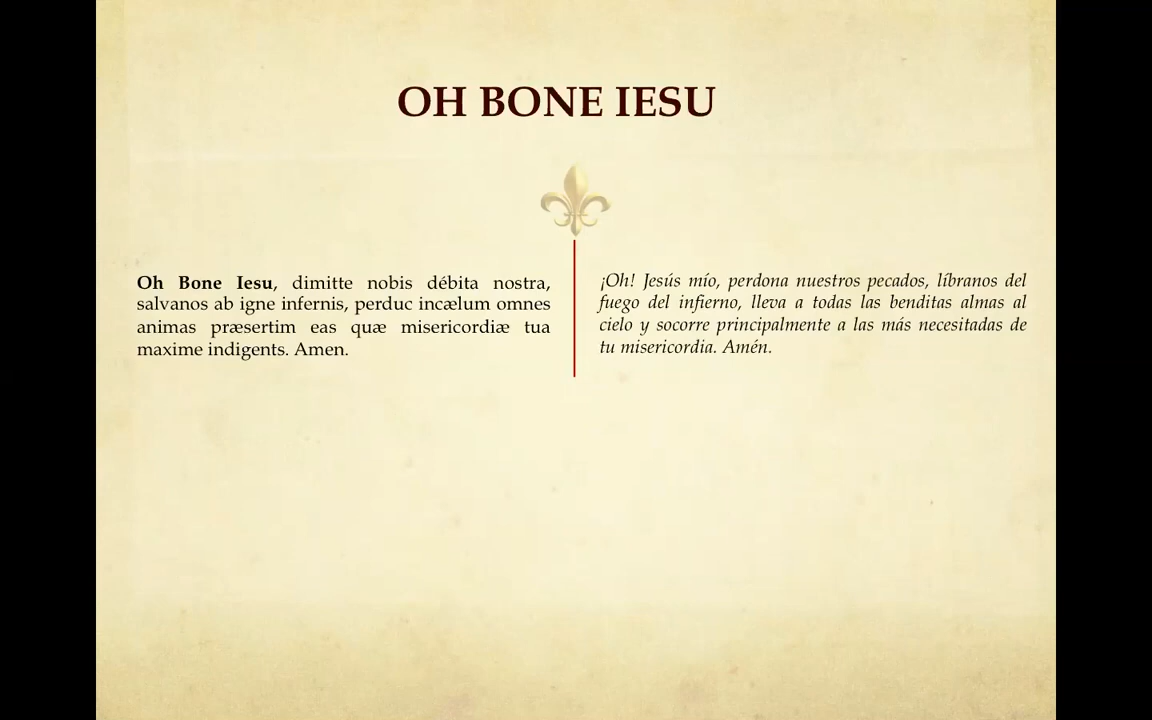 OH BONE IESU
Oh Bone Iesu, dimitte nobis débita nostra,
salvanos ab igne infernis, perduc incælum omnes
animas præsertim eas quæ misericordiæ tua
maxime indigents. Amen.
¡Oh! Jesús mío, perdona nuestros pecados, líbranos del
fuego del infierno, lleva a todas las benditas almas al
cielo y socorre principalmente a las más necesitadas de
tu misericordia. Amén.